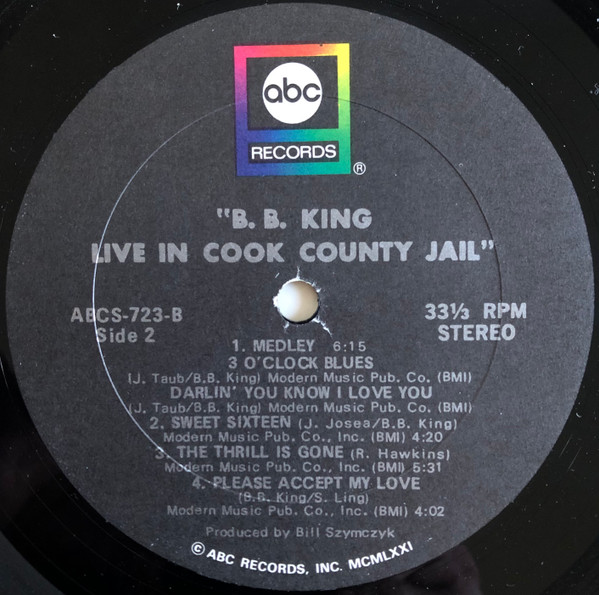 abc
RECORDS
®
"B. B. KING
LIVE IN COOK COUNTY JAIL"
ABCS-723-B
Side 2
33⅓ RPM
STEREO
1. MEDLEY 6:15
3 O'CLOCK BLUES
(J. Taub/B.B. King) Modern Music Pub. Co. (BMI)
DARLIN' YOU KNOW I LOVE YOU
(J. Taub/B.B. King) Modern Music Pub. Co. (BMI)
2. SWEET SIXTEEN (J. Josea/B.B. King)
Modern Music Pub. Co., Inc. (BMI) 4:20
3. THE THRILL IS GONE (R. Hawkins)
Modern Music Pub. Co., Inc. (BMI) 5:31
4. PLEASE ACCEPT MY LOVE
(B.B. King/S. Ling)
Modern Music Pub. Co., Inc. (BMI) 4:02
Produced by Bill Szymczyk
© ABC RECORDS, INC. MCMLXXI